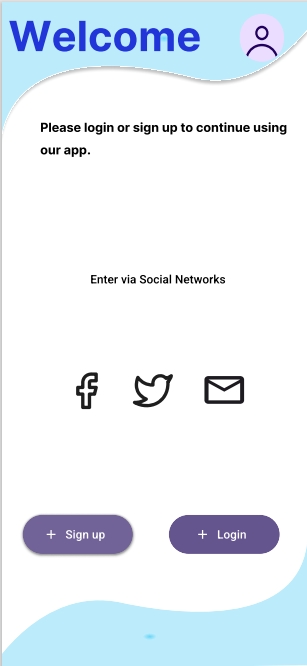 Welcome
Please login or sign up to continue using
our app.
Enter via Social Networks
+ Sign up
+ Login